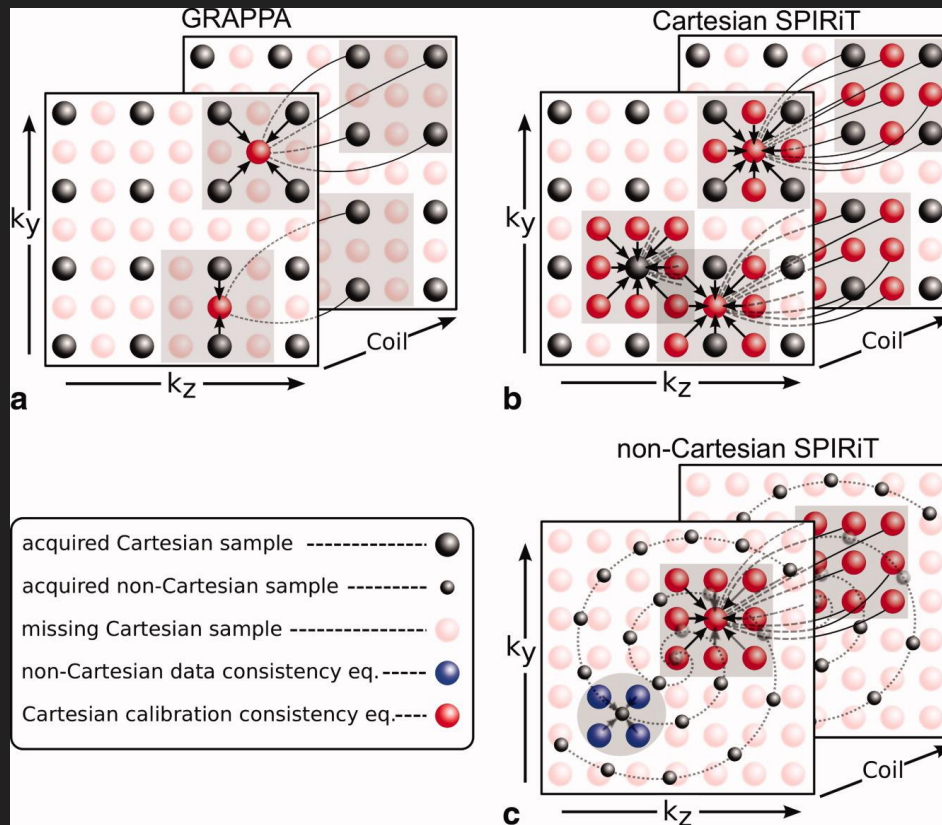 GRAPPA
ky
kz
Coil
a
Cartesian SPIRiT
ky
kz
Coil
b
acquired Cartesian sample
acquired non-Cartesian sample
missing Cartesian sample
non-Cartesian data consistency eq.
Cartesian calibration consistency eq.
non-Cartesian SPIRiT
ky
kz
Coil
c